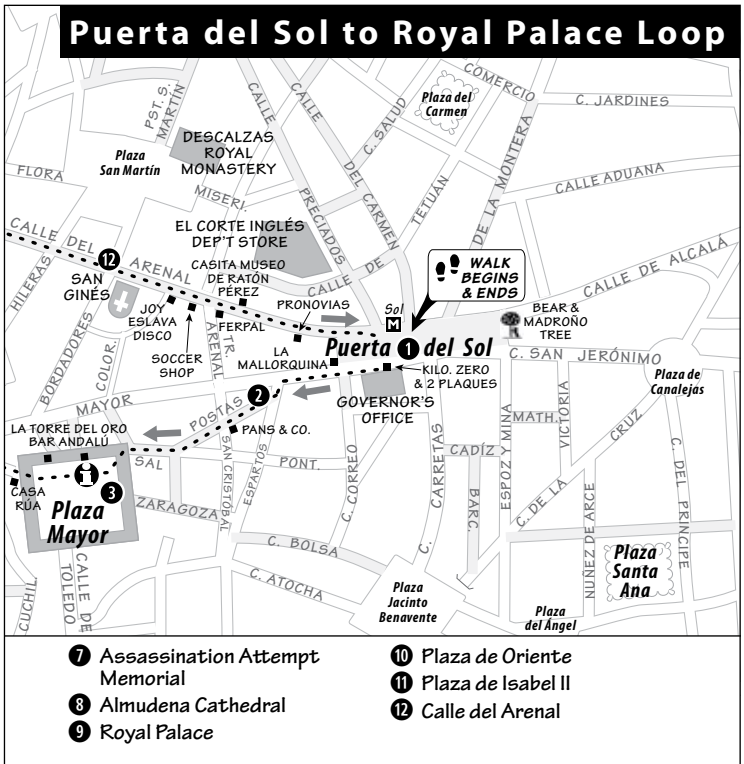 Puerta del Sol to Royal Palace Loop
COMERCIO
Plaza del
Carmen
C. JARDINES
PST. S.
MARTÍN
CALLE
CALLE
C. SALUD
DE LA MONTERA
DESCALZAS
ROYAL
MONASTERY
Plaza
San Martín
FLORA
MISERI.
PRECIADOS
DEL CARMEN
TETUAN
CALLE ADUANA
CALLE DEL ARENAL
12
EL CORTE INGLÉS
DEP'T STORE
CALLE DE
WALK
BEGINS
& ENDS
CALLE DE ALCALÁ
HILERAS
SAN
GINÉS
CASITA MUSEO
DE RATÓN
PÉREZ
PRONOVIAS
Sol
M
BEAR &
MADROÑO
TREE
JOY
ESLAVA
DISCO
FERPAL
BORDADORES
COLOR.
SOCCER
SHOP
ARENAL
TR.
LA
MALLORQUINA
Puerta 1 del Sol
C. SAN JERÓNIMO
KILO. ZERO
& 2 PLAQUES
Plaza de
Canalejas
MAYOR
POSTAS
2
GOVERNOR'S
OFFICE
LA TORRE DEL ORO
BAR ANDALÚ
PANS & CO.
MATH.
VICTORIA
CRUZ
ESPOZ Y MINA
SAL
SAN CRISTÓBAL
ESPARTOS
PONT.
C. CORREO
CARRETAS
C.
CADÍZ
BARC.
C. DE LA
C. DEL PRINCIPE
CASA
RÚA
3
Plaza
Mayor
ZARAGOZA
C. BOLSA
NUÑEZ DE ARCE
Plaza
Santa
Ana
CUCHIL.
CALLE DE
TOLEDO
C. ATOCHA
Plaza
Jacinto
Benavente
Plaza
del Ángel
7 Assassination Attempt
Memorial
8 Almudena Cathedral
9 Royal Palace
10 Plaza de Oriente
11 Plaza de Isabel II
12 Calle del Arenal